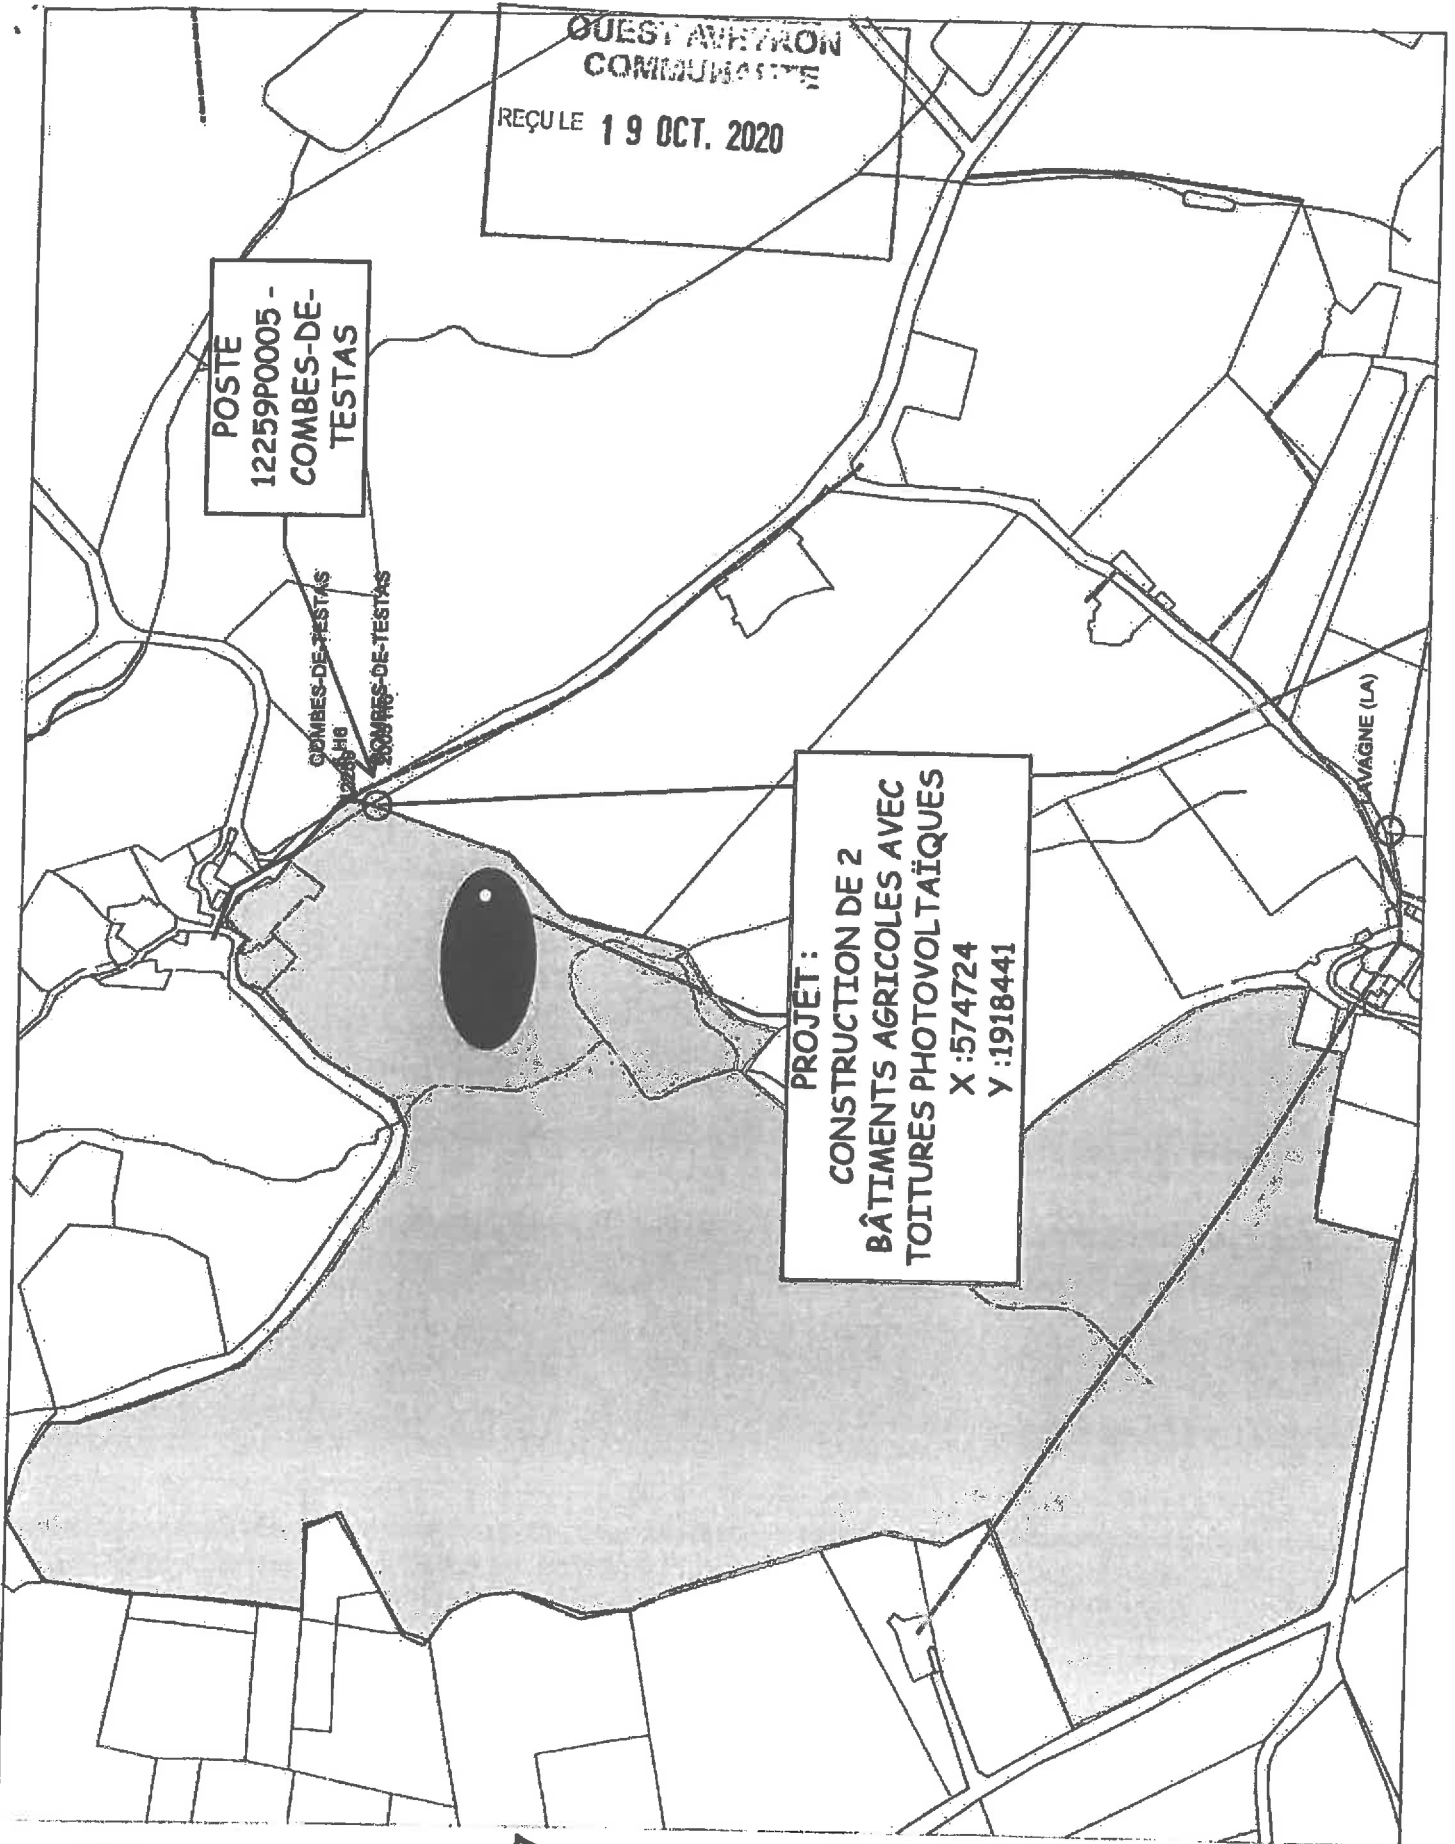 OUEST AVEYRON
COMMUNAUTE
REÇU LE 19 OCT. 2020
POSTE
12259P0005 -
COMBES-DE-
TESTAS
COMBES-DE-TESTAS
H6
COMBES-DE-TESTAS
PROJET :
CONSTRUCTION DE 2
BÂTIMENTS AGRICOLES AVEC
TOITURES PHOTOVOLTAÏQUES
X :574724
Y :1918441
LAVAGNE (LA)